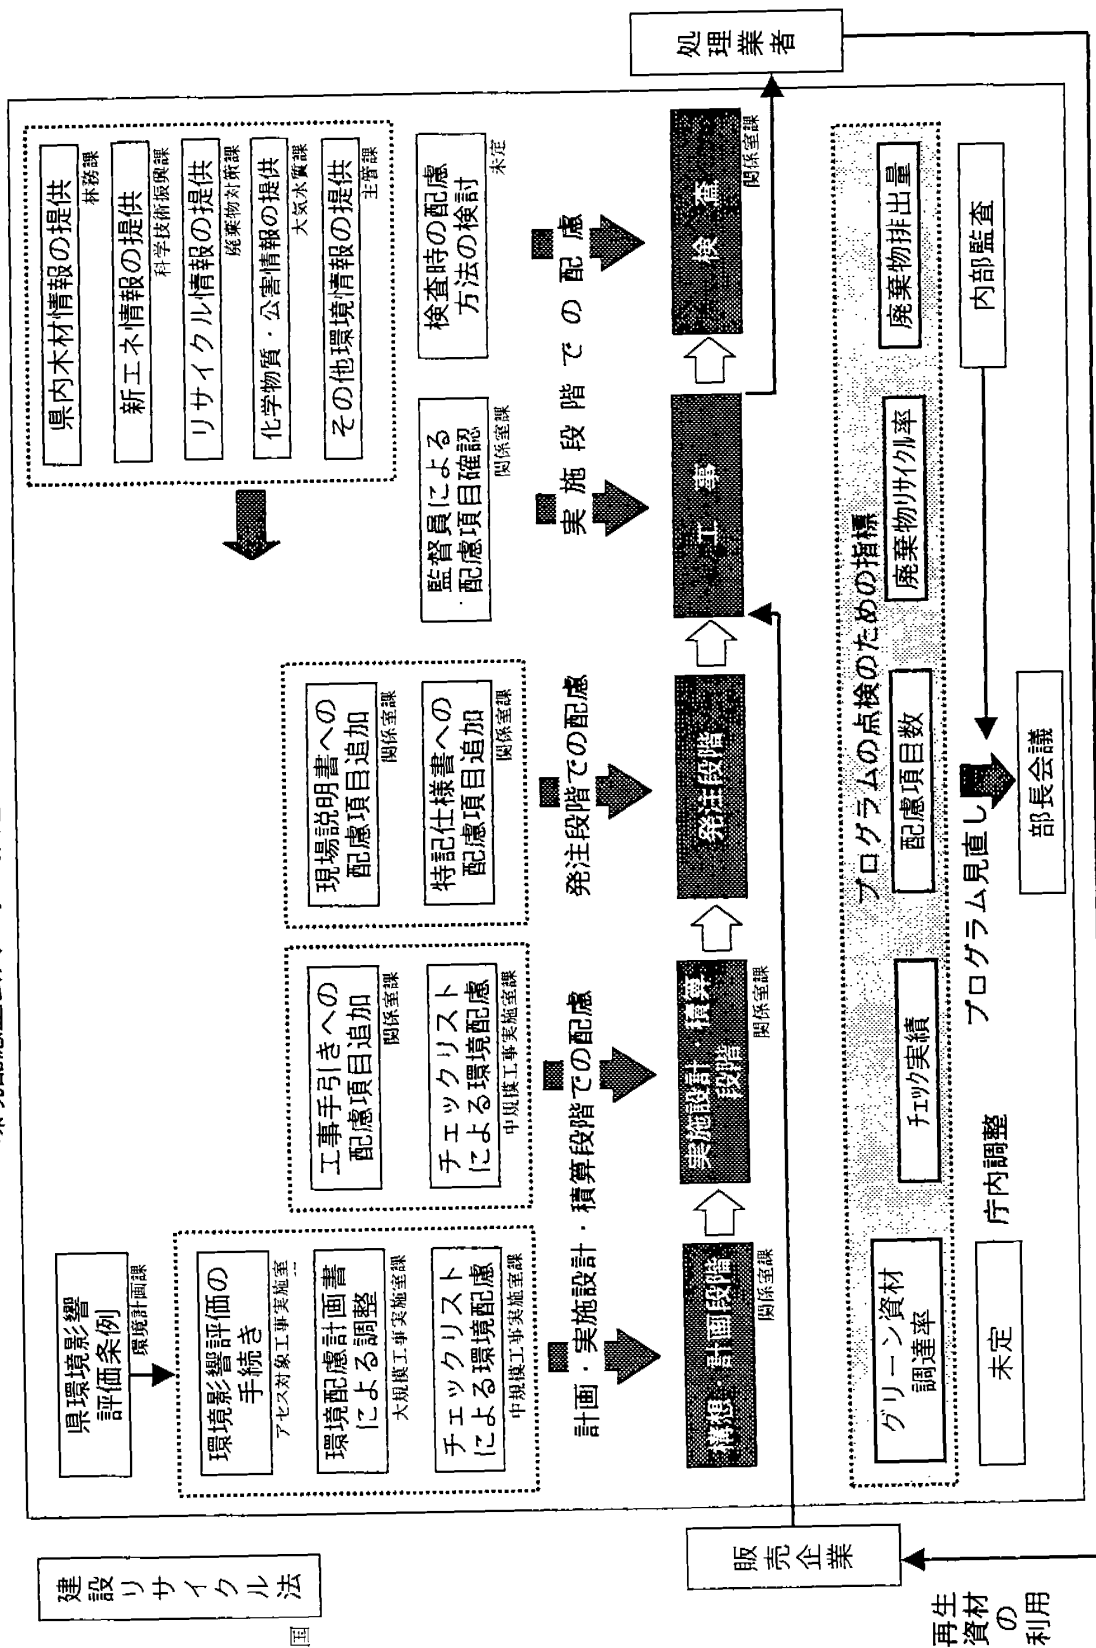 国
建設リサイクル法
県環境影響
評価条例
環境計画課
環境影響評価の
手続き
アセス対象工事実施室
環境配慮計画書
による調整
大規模工事実施室課
チェックリスト
による環境配慮
中規模工事実施室課
工事手引きへの
配慮項目追加
関係室課
チェックリスト
による環境配慮
中規模工事実施室課
現場説明書への
配慮項目追加
関係室課
特記仕様書への
配慮項目追加
関係室課
県内木材情報の提供
林務課
新エネ情報の提供
科学技術振興課
リサイクル情報の提供
廃棄物対策課
化学物質・公害情報の提供
大気水質課
その他環境情報の提供
主管課
監督員による
配慮項目確認
関係室課
検査時の配慮
方法の検討
未定
計画・実施設計・積算段階での配慮
発注段階での配慮
実施段階での配慮
構想・計画段階
関係室課
実施設計・積算
段階
関係室課
発注段階
工事
検査
関係室課
販売企業
処理業者
プログラムの点検のための指標
グリーン資材
調達率
チェック実績
配慮項目数
廃棄物リサイクル率
廃棄物排出量
未定
庁内調整
プログラム見直し
部長会議
内部監査
再生
資材
の
利用